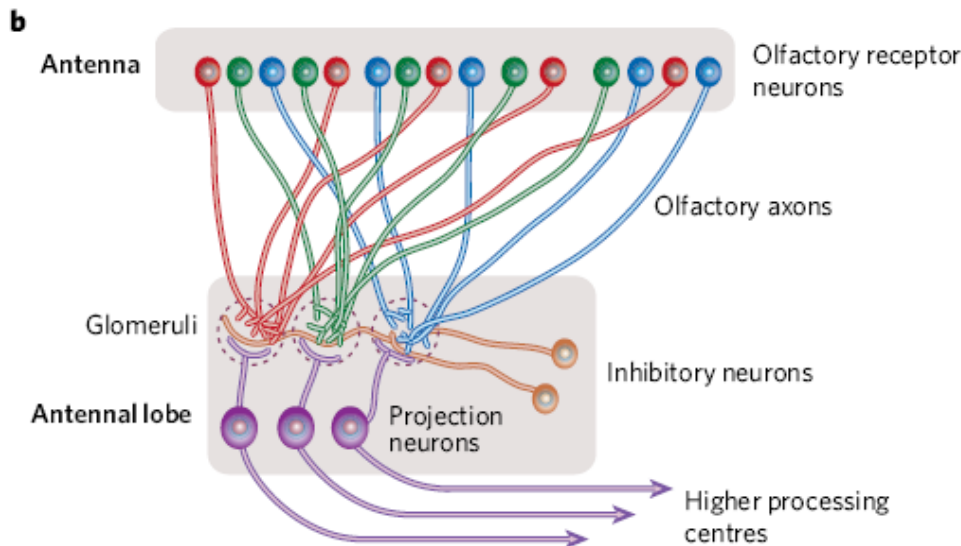 b
Antenna
Olfactory receptor
neurons
Olfactory axons
Glomeruli
Inhibitory neurons
Antennal lobe
Projection
neurons
Higher processing
centres